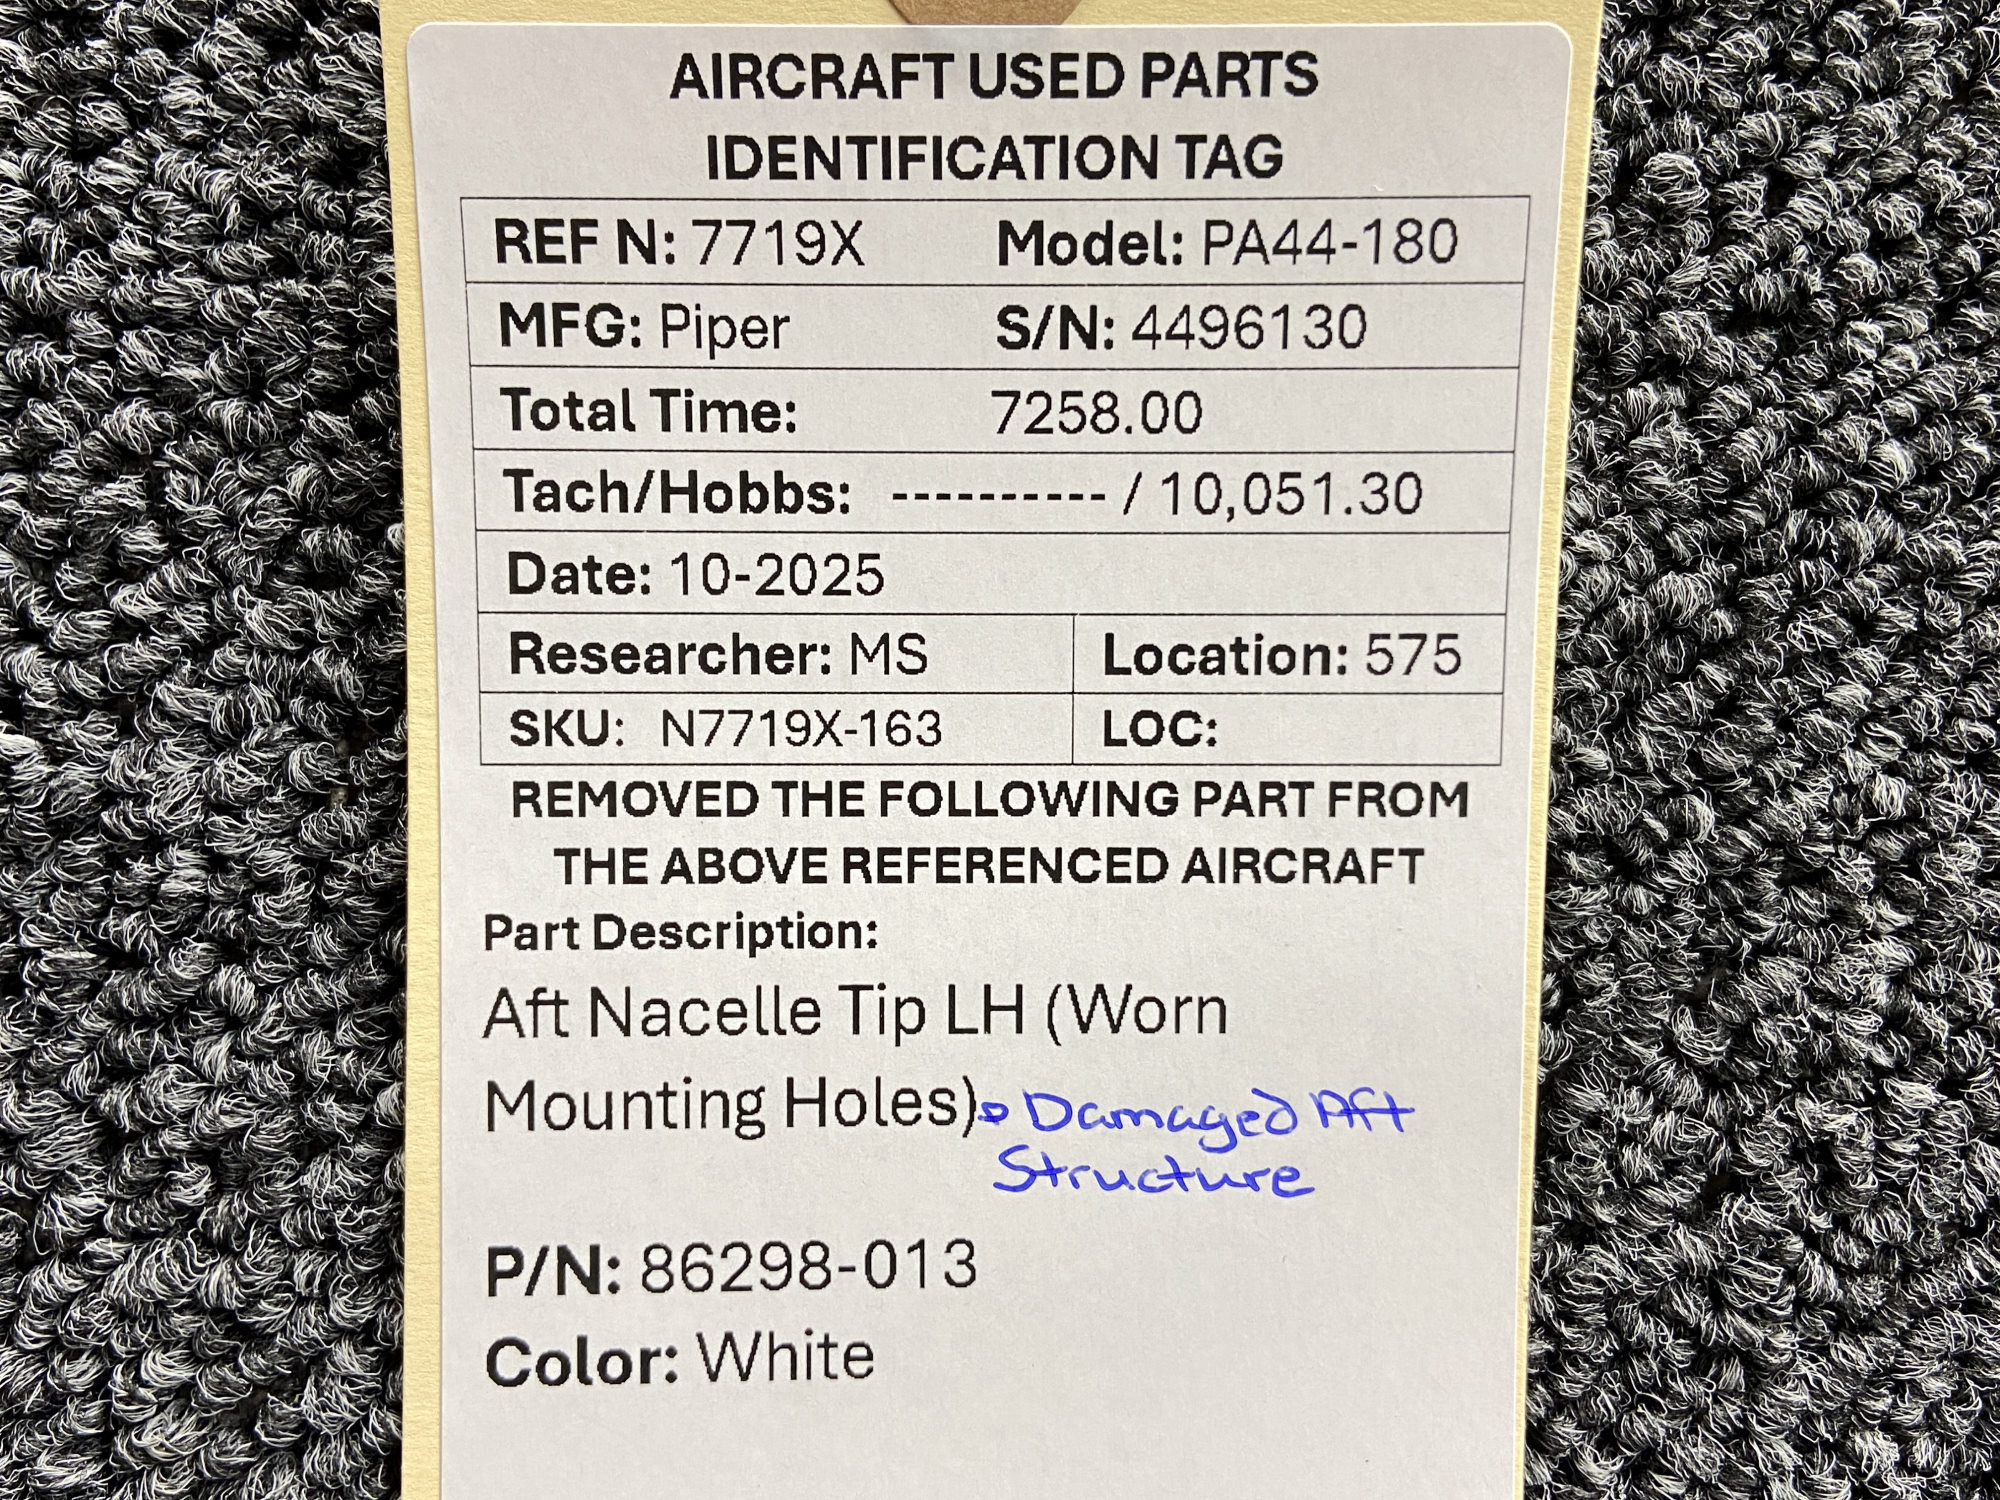 AIRCRAFT USED PARTS
IDENTIFICATION TAG
REF N: 7719X Model: PA44-180
MFG: Piper S/N: 4496130
Total Time: 7258.00
Tach/Hobbs: ---------- / 10,051.30
Date: 10-2025
Researcher: MS Location: 575
SKU: N7719X-163 LOC:
REMOVED THE FOLLOWING PART FROM
THE ABOVE REFERENCED AIRCRAFT
Part Description:
Aft Nacelle Tip LH (Worn
Mounting Holes) Damaged Aft
Structure
P/N: 86298-013
Color: White